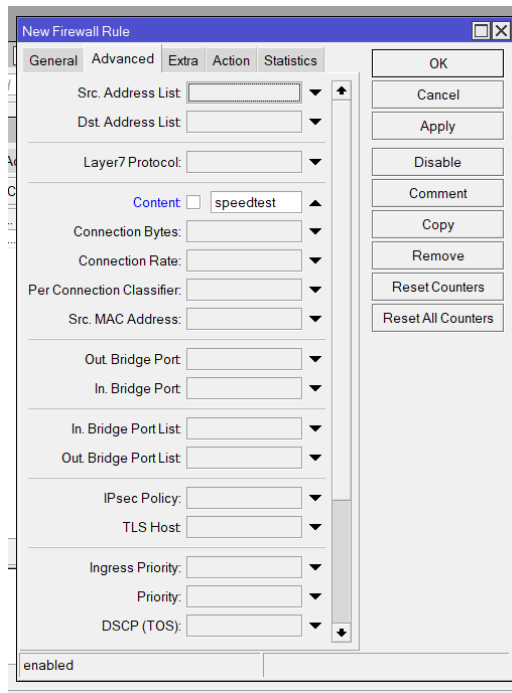 New Firewall Rule
General Advanced Extra Action Statistics
Src. Address List:
Dst. Address List:
Layer7 Protocol:
Content: speedtest
Connection Bytes:
Connection Rate:
Per Connection Classifier:
Src. MAC Address:
Out. Bridge Port:
In. Bridge Port:
In. Bridge Port List:
Out. Bridge Port List:
IPsec Policy:
TLS Host:
Ingress Priority:
Priority:
DSCP (TOS):
OK
Cancel
Apply
Disable
Comment
Copy
Remove
Reset Counters
Reset All Counters
enabled